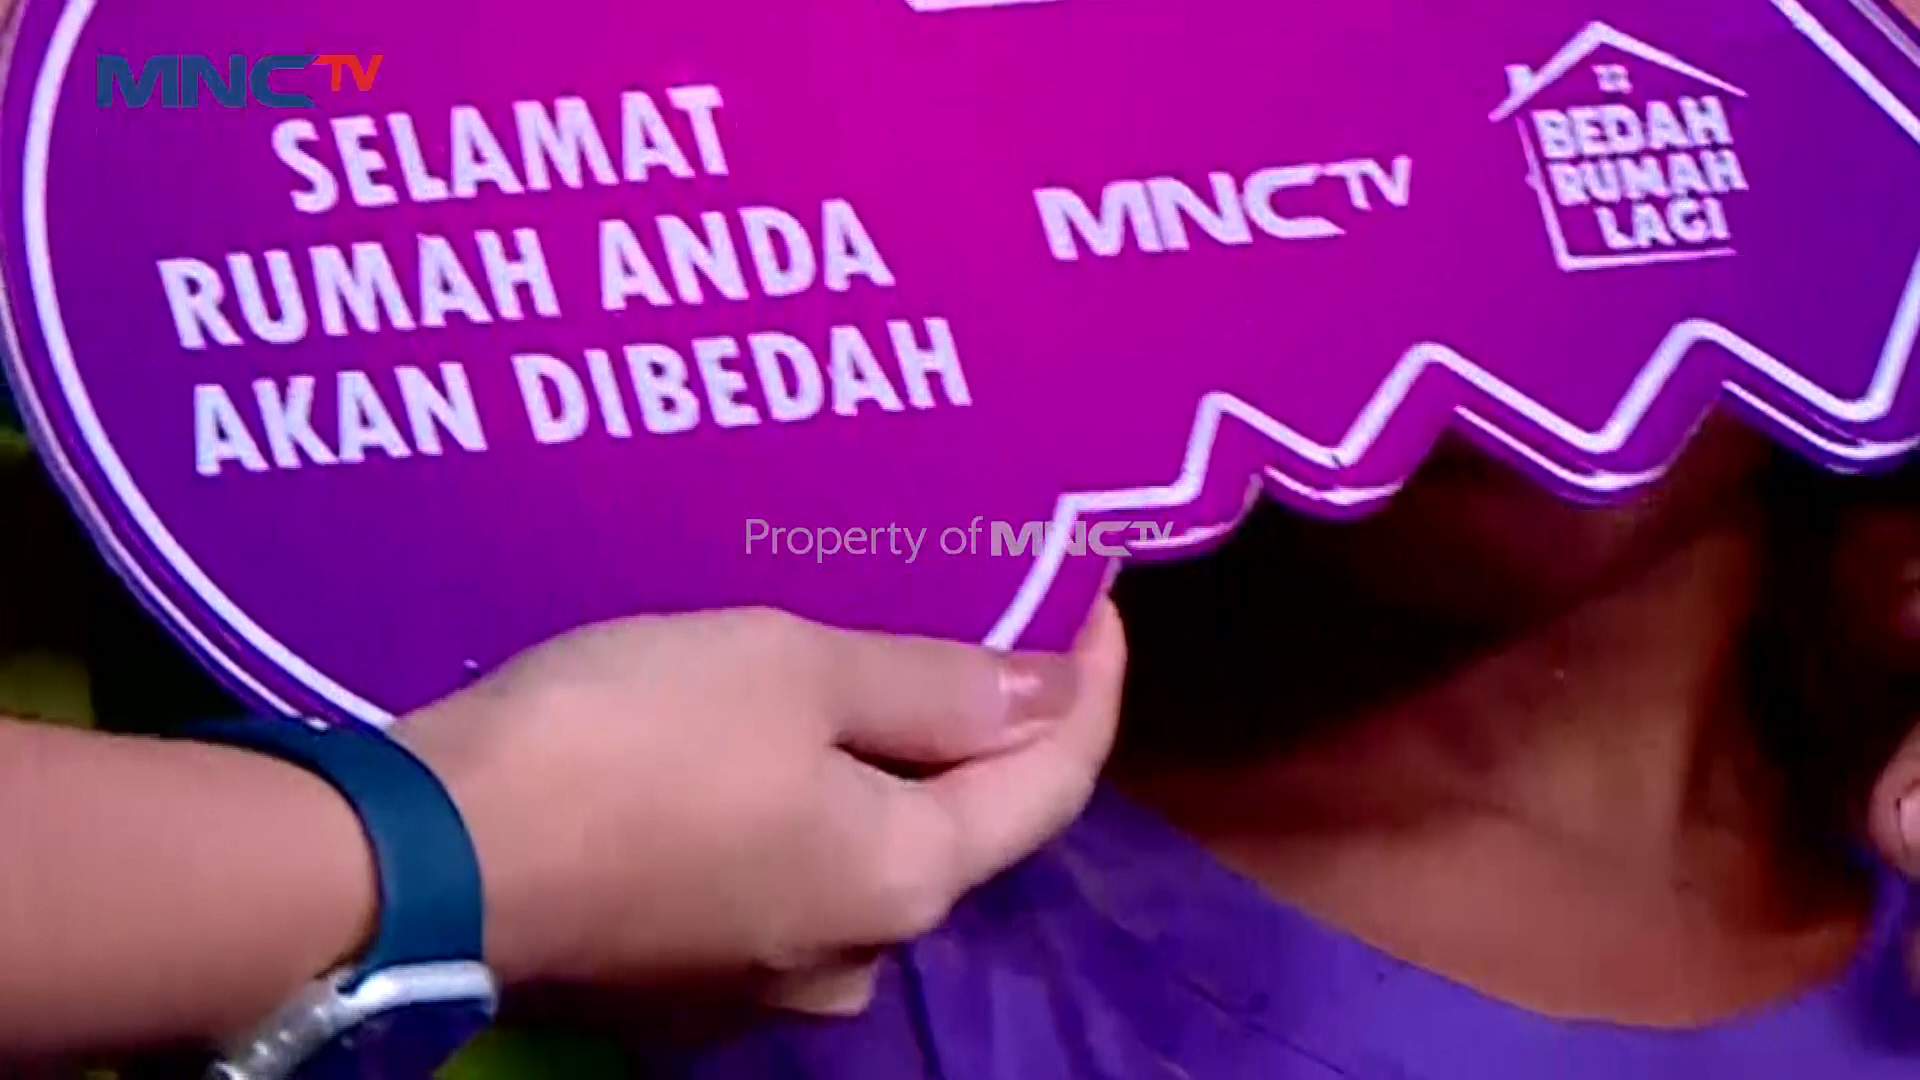 MNCTV
SELAMAT
RUMAH ANDA
AKAN DIBEDAH
MNCTV
BEDAH
RUMAH
LAGI
Property of MNCTV